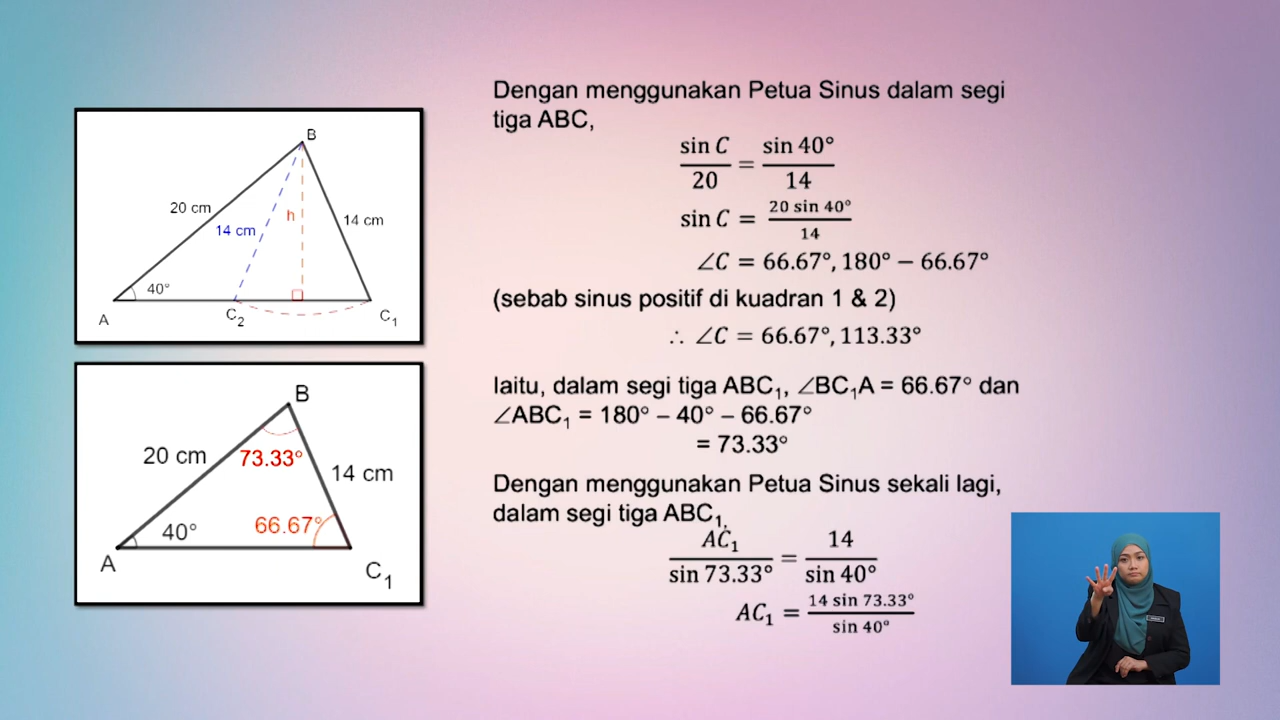 B
20 cm
14 cm
h
14 cm
40°
A
C₂
C₁
B
20 cm
73.33°
14 cm
40°
66.67°
A
C₁
Dengan menggunakan Petua Sinus dalam segi
tiga ABC,
sin C / 20 = sin 40° / 14
sin C = 20 sin 40° / 14
∠C = 66.67°, 180° − 66.67°
(sebab sinus positif di kuadran 1 & 2)
∴ ∠C = 66.67°, 113.33°
Iaitu, dalam segi tiga ABC₁, ∠BC₁A = 66.67° dan
∠ABC₁ = 180° – 40° – 66.67°
= 73.33°
Dengan menggunakan Petua Sinus sekali lagi,
dalam segi tiga ABC₁,
AC₁ / sin 73.33° = 14 / sin 40°
AC₁ = 14 sin 73.33° / sin 40°